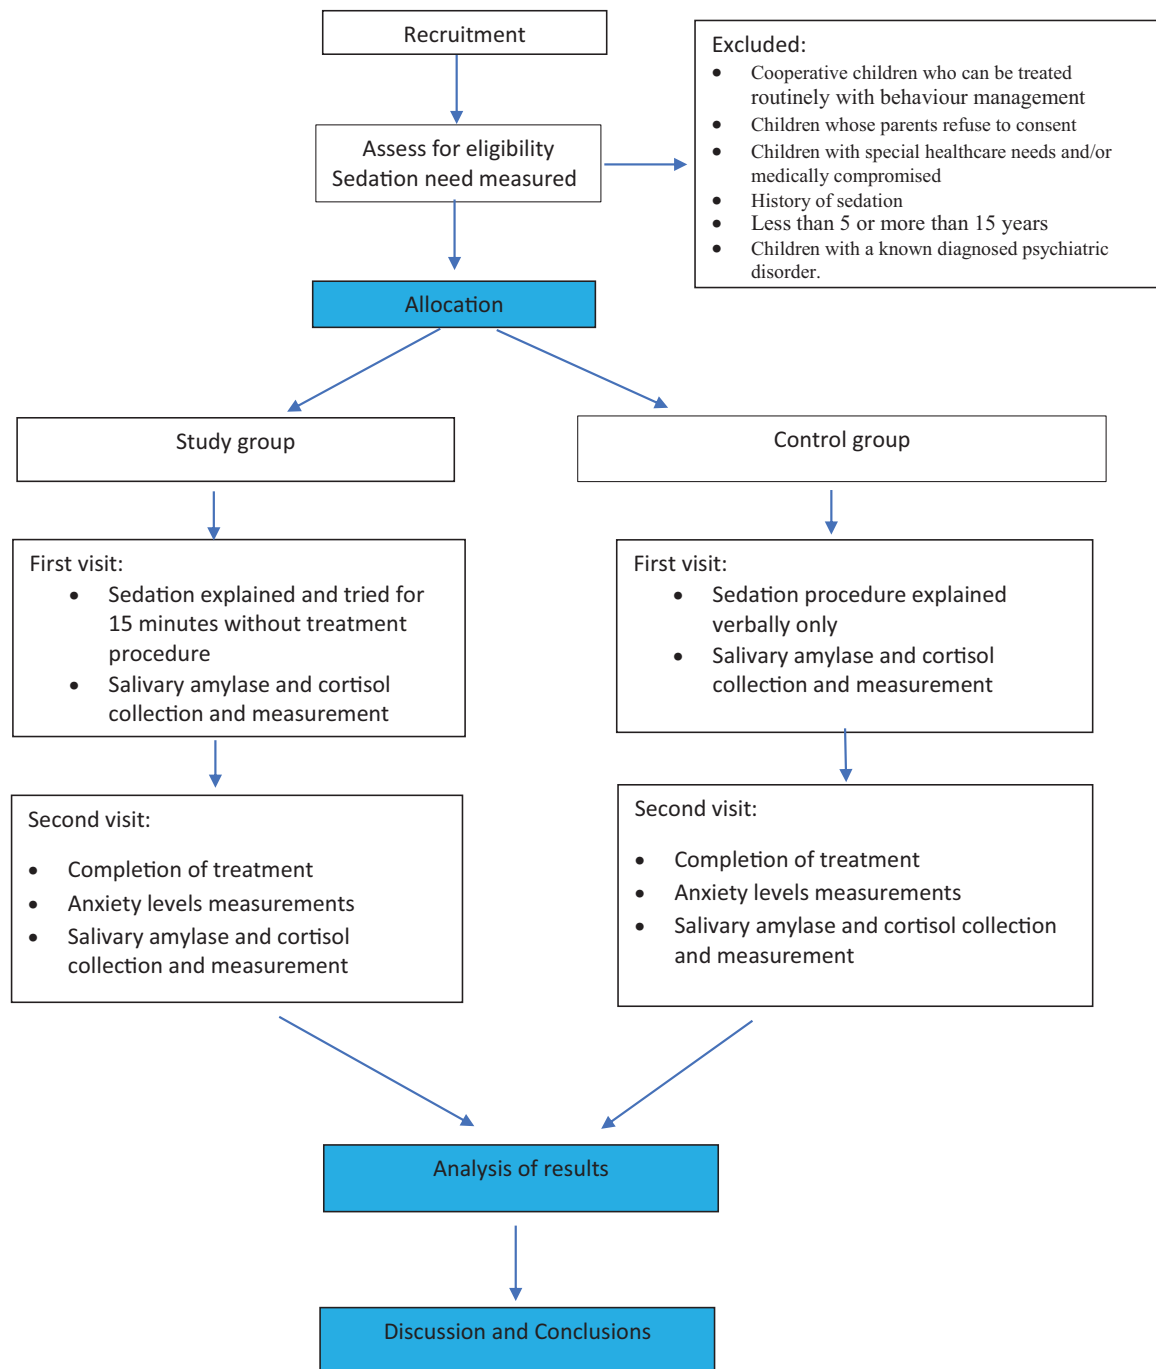 Recruitment
Excluded:
• Cooperative children who can be treated
routinely with behaviour management
• Children whose parents refuse to consent
• Children with special healthcare needs and/or
medically compromised
• History of sedation
• Less than 5 or more than 15 years
• Children with a known diagnosed psychiatric
disorder.
Assess for eligibility
Sedation need measured
Allocation
Study group
Control group
First visit:
• Sedation explained and tried for
15 minutes without treatment
procedure
• Salivary amylase and cortisol
collection and measurement
First visit:
• Sedation procedure explained
verbally only
• Salivary amylase and cortisol
collection and measurement
Second visit:
• Completion of treatment
• Anxiety levels measurements
• Salivary amylase and cortisol
collection and measurement
Second visit:
• Completion of treatment
• Anxiety levels measurements
• Salivary amylase and cortisol collection
and measurement
Analysis of results
Discussion and Conclusions